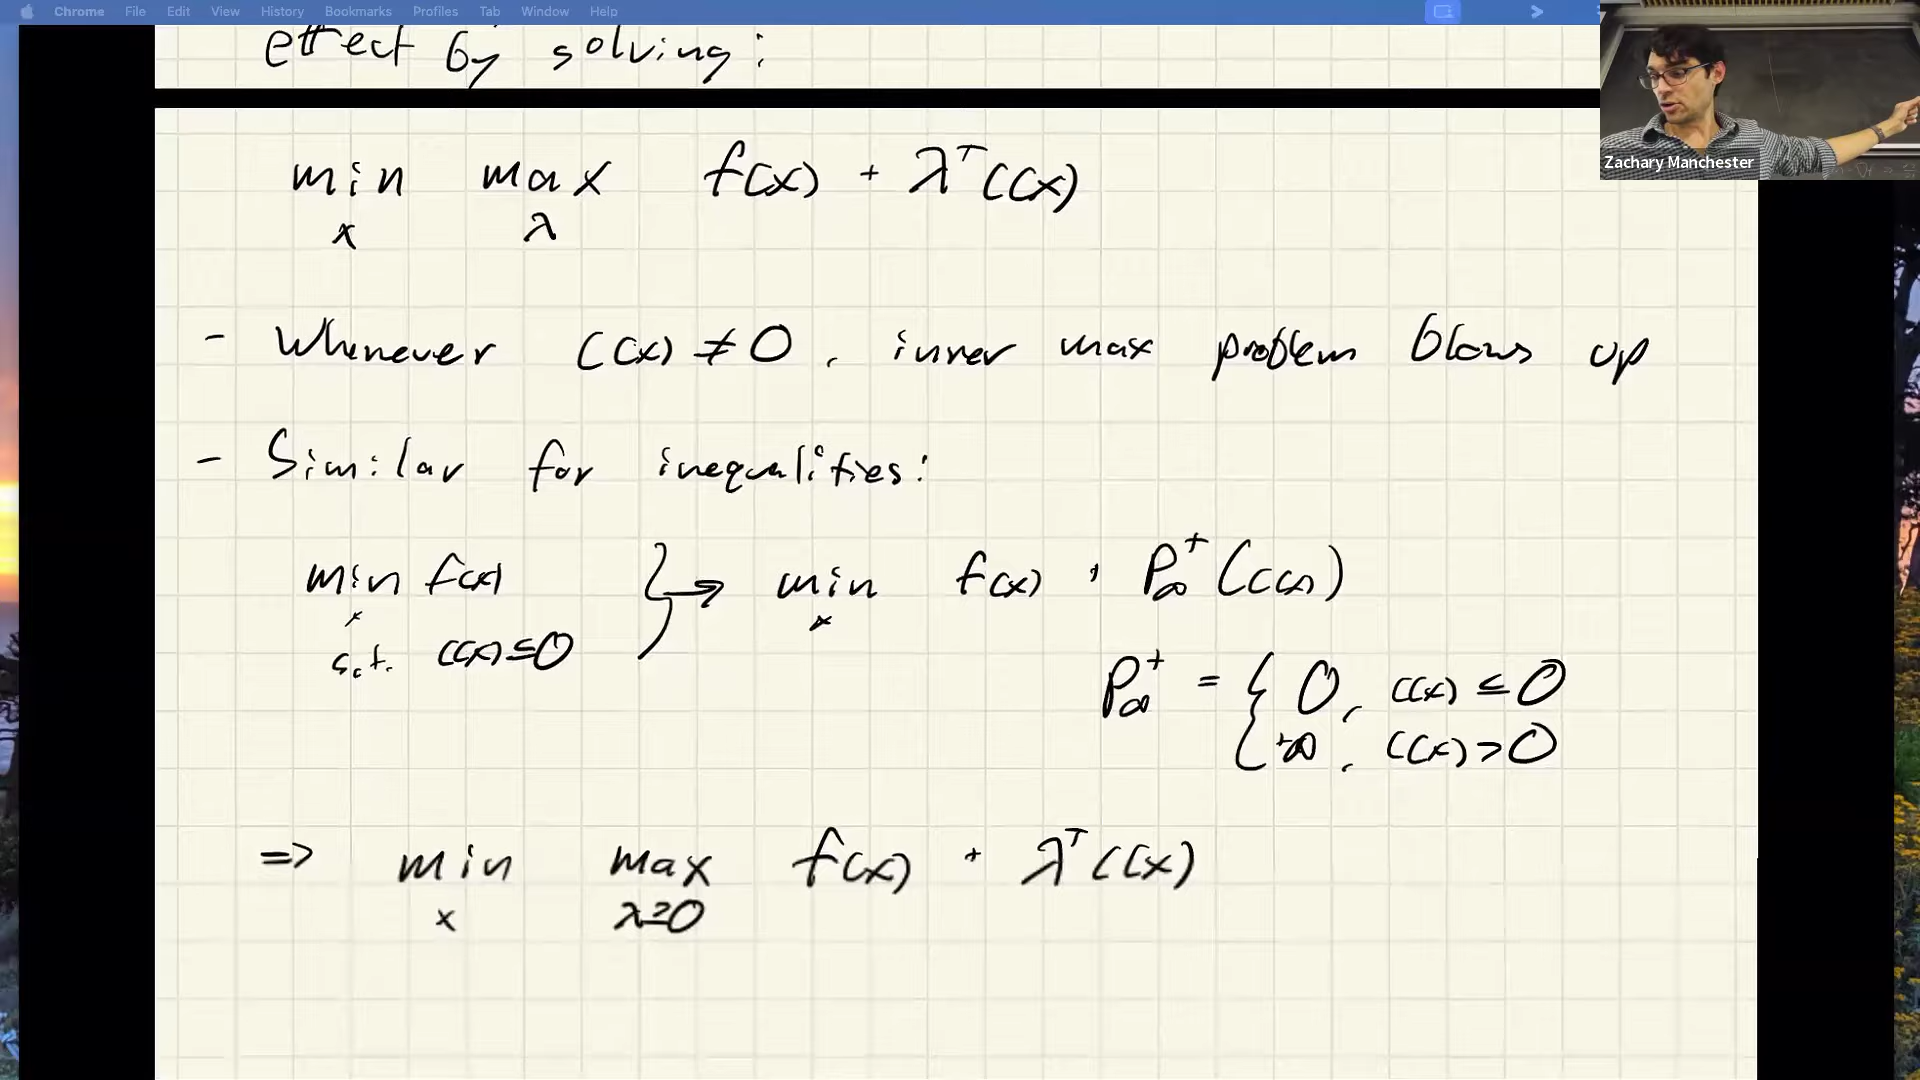 Chrome File Edit View History Bookmarks Profiles Tab Window Help
effect by solving:
Zachary Manchester
min max f(x) + λᵀC(x)
x λ
- Whenever C(x) ≠ 0, inner max problem blows up
- Similar for inequalities:
min f(x) } → min f(x) + P∞⁺(C(x))
x x
s.t. C(x) ≤ 0
P∞⁺ = { 0, C(x) ≤ 0
+∞, C(x) > 0
=> min max f(x) + λᵀC(x)
x λ≥0